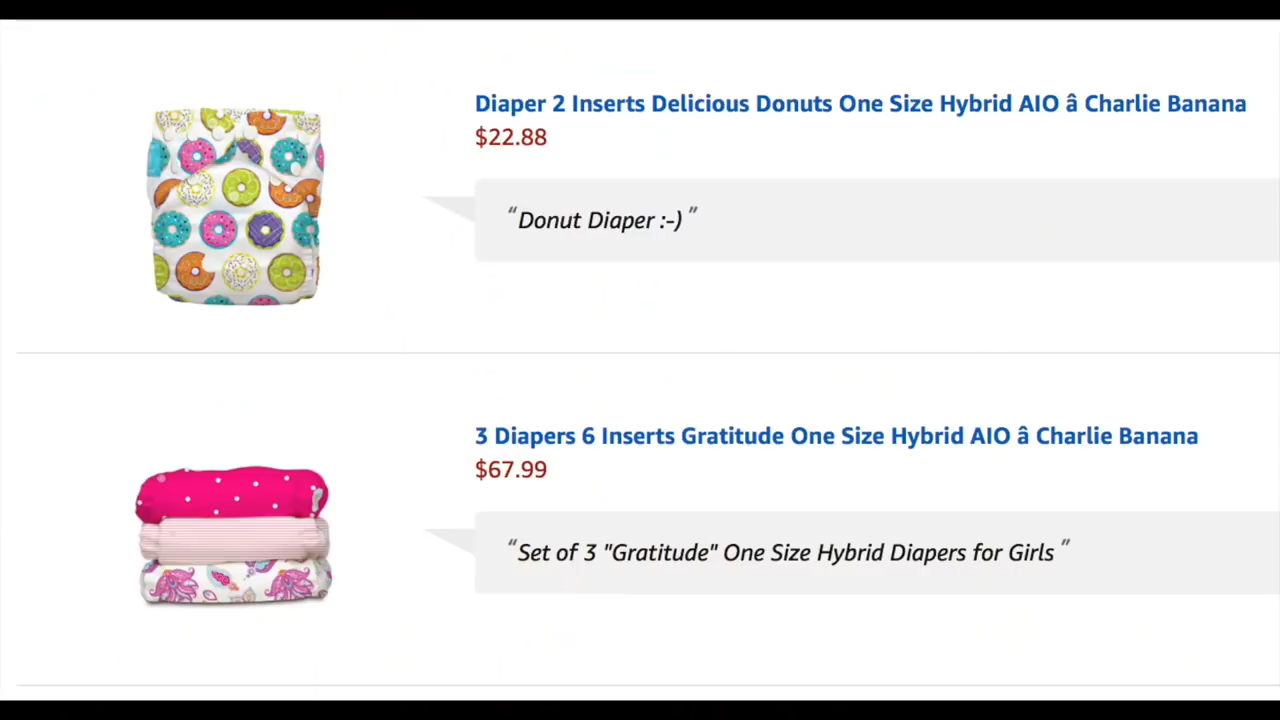 Diaper 2 Inserts Delicious Donuts One Size Hybrid AIO â Charlie Banana
$22.88
“Donut Diaper :-) ”
3 Diapers 6 Inserts Gratitude One Size Hybrid AIO â Charlie Banana
$67.99
“Set of 3 "Gratitude" One Size Hybrid Diapers for Girls ”